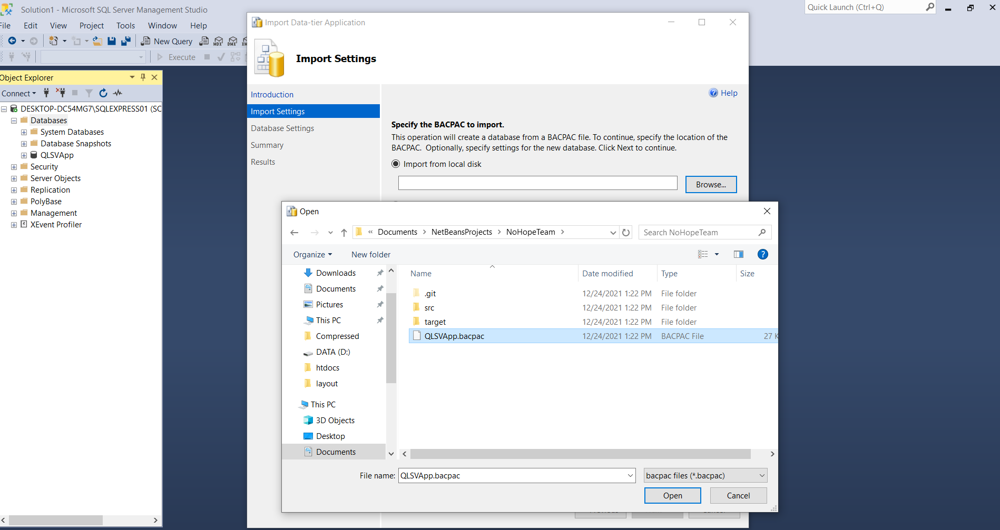 Solution1 - Microsoft SQL Server Management Studio
Quick Launch (Ctrl+Q)
File Edit View Project Tools Window Help
New Query MDX DMX
Execute
Object Explorer
Connect
DESKTOP-DC54MG7\SQLEXPRESS01 (SC
Databases
System Databases
Database Snapshots
QLSVApp
Security
Server Objects
Replication
PolyBase
Management
XEvent Profiler
Import Data-tier Application
Import Settings
Introduction
Import Settings
Database Settings
Summary
Results
Help
Specify the BACPAC to import.
This operation will create a database from a BACPAC file. To continue, specify the location of the
BACPAC. Optionally, specify settings for the new database. Click Next to continue.
Import from local disk
Browse...
Open
« Documents > NetBeansProjects > NoHopeTeam >
Search NoHopeTeam
Organize New folder
Downloads
Documents
Pictures
This PC
Compressed
DATA (D:)
htdocs
layout
This PC
3D Objects
Desktop
Documents
Name Date modified Type Size
.git 12/24/2021 1:22 PM File folder
src 12/24/2021 1:22 PM File folder
target 12/24/2021 1:22 PM File folder
QLSVApp.bacpac 12/24/2021 1:22 PM BACPAC File 27 K
File name: QLSVApp.bacpac bacpac files (*.bacpac)
Open Cancel